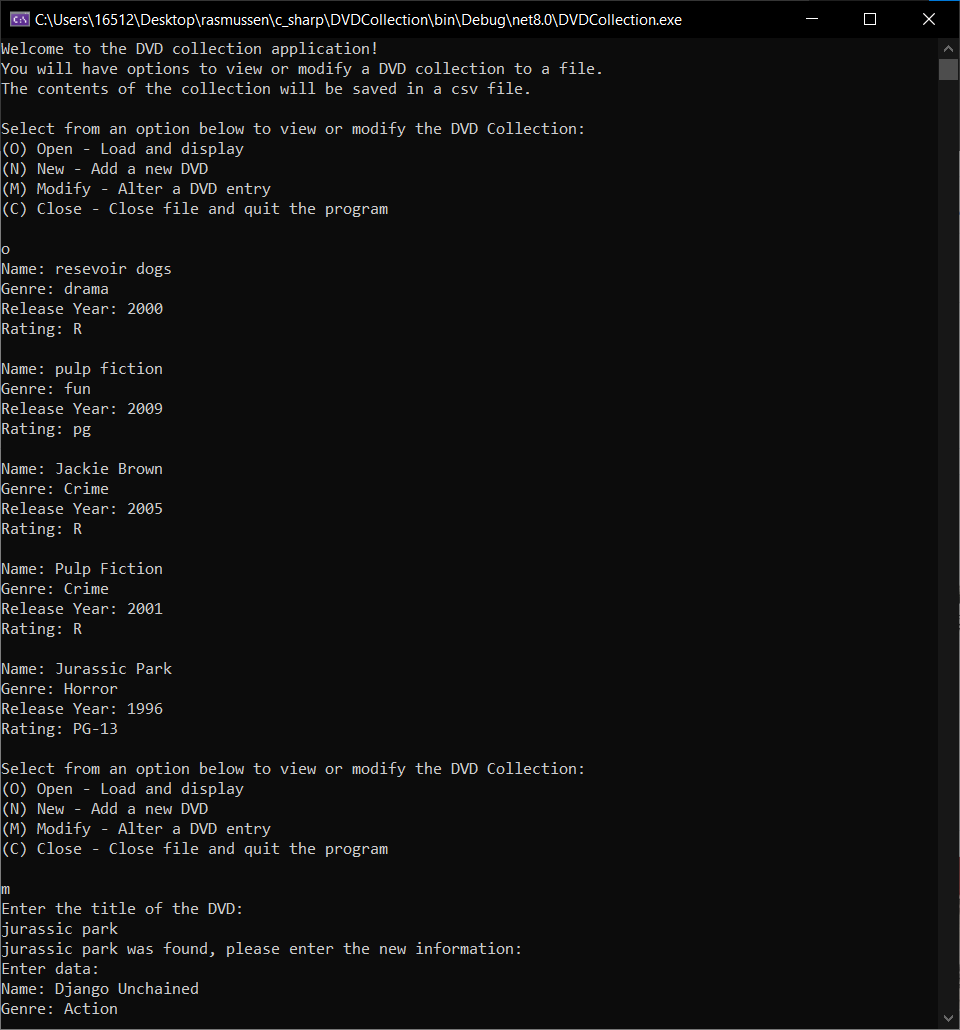 C:\Users\16512\Desktop\rasmussen\c_sharp\DVDCollection\bin\Debug\net8.0\DVDCollection.exe
Welcome to the DVD collection application!
You will have options to view or modify a DVD collection to a file.
The contents of the collection will be saved in a csv file.
Select from an option below to view or modify the DVD Collection:
(O) Open - Load and display
(N) New - Add a new DVD
(M) Modify - Alter a DVD entry
(C) Close - Close file and quit the program
o
Name: resevoir dogs
Genre: drama
Release Year: 2000
Rating: R
Name: pulp fiction
Genre: fun
Release Year: 2009
Rating: pg
Name: Jackie Brown
Genre: Crime
Release Year: 2005
Rating: R
Name: Pulp Fiction
Genre: Crime
Release Year: 2001
Rating: R
Name: Jurassic Park
Genre: Horror
Release Year: 1996
Rating: PG-13
Select from an option below to view or modify the DVD Collection:
(O) Open - Load and display
(N) New - Add a new DVD
(M) Modify - Alter a DVD entry
(C) Close - Close file and quit the program
m
Enter the title of the DVD:
jurassic park
jurassic park was found, please enter the new information:
Enter data:
Name: Django Unchained
Genre: Action